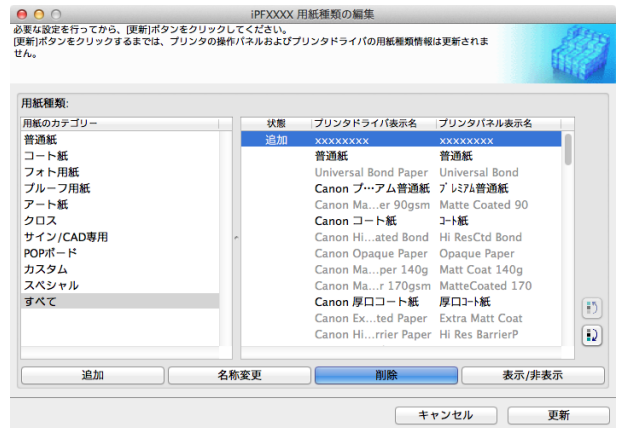 iPFXXXX 用紙種類の編集
必要な設定を行ってから、[更新]ボタンをクリックしてください。
[更新]ボタンをクリックするまでは、プリンタの操作パネルおよびプリンタドライバの用紙種類情報は更新されま
せん。
用紙種類:
用紙のカテゴリー 状態 プリンタドライバ表示名 プリンタパネル表示名
普通紙 追加 xxxxxxxx xxxxxxxx
コート紙 普通紙 普通紙
フォト用紙 Universal Bond Paper Universal Bond
プルーフ用紙 Canon プ…アム普通紙 プレミアム普通紙
アート紙 Canon Ma...er 90gsm Matte Coated 90
クロス Canon コート紙 コート紙
サイン/CAD専用 Canon Hi...ated Bond Hi ResCtd Bond
POPボード Canon Opaque Paper Opaque Paper
カスタム Canon Ma...per 140g Matt Coat 140g
スペシャル Canon Ma...r 170gsm MatteCoated 170
すべて Canon 厚口コート紙 厚口コート紙
Canon Ex...ted Paper Extra Matt Coat
Canon Hi...rrier Paper Hi Res BarrierP
追加 名称変更 削除 表示/非表示
キャンセル 更新